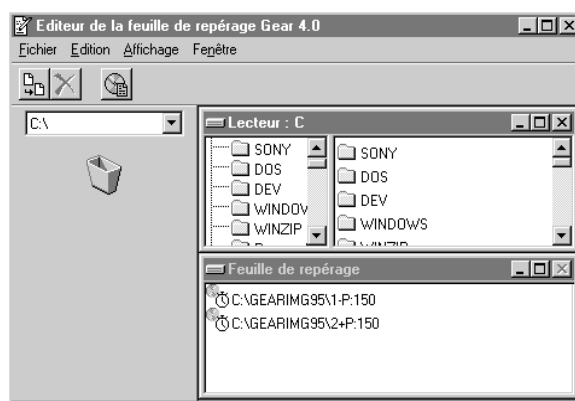 Editeur de la feuille de repérage Gear 4.0
Fichier Edition Affichage Fenêtre
C:\
Lecteur : C
SONY
DOS
DEV
WINDOV
WINZIP
SONY
DOS
DEV
WINDOWS
WINZIP
Feuille de repérage
C:\GEARIMG95\1-P:150
C:\GEARIMG95\2+P:150